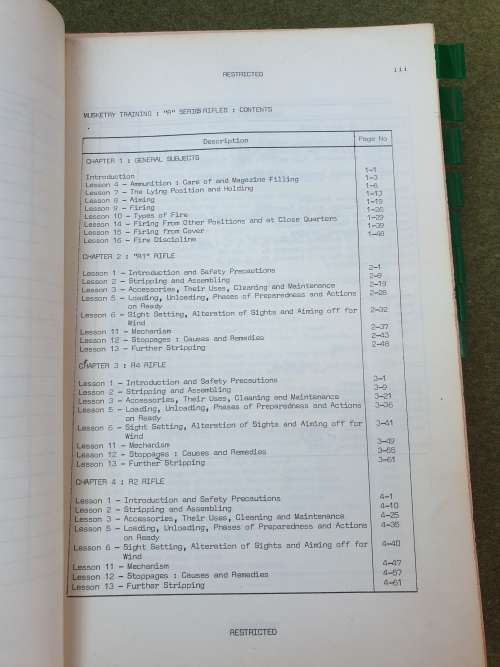 RESTRICTED
iii
MUSKETRY TRAINING : "R" SERIES RIFLES : CONTENTS
Description Page No
CHAPTER 1 : GENERAL SUBJECTS
Introduction 1-1
Lesson 4 - Ammunition : Care of and Magazine Filling 1-3
Lesson 7 - The Lying Position and Holding 1-6
Lesson 8 - Aiming 1-13
Lesson 9 - Firing 1-19
Lesson 10 - Types of Fire
Lesson 14 - Firing From Other Positions and at Close Quarters 1-29
Lesson 15 - Firing from Cover 1-39
Lesson 16 - Fire Discipline 1-48
CHAPTER 2 : "R1" RIFLE
Lesson 1 - Introduction and Safety Precautions 2-1
Lesson 2 - Stripping and Assembling 2-9
Lesson 3 - Accessories, Their Uses, Cleaning and Maintenance 2-19
Lesson 5 - Loading, Unloading, Phases of Preparedness and Actions 2-28
on Ready
Lesson 6 - Sight Setting, Alteration of Sights and Aiming off for 2-32
Wind
Lesson 11 - Mechanism 2-37
Lesson 12 - Stoppages : Causes and Remedies 2-43
Lesson 13 - Further Stripping 2-48
CHAPTER 3 : R4 RIFLE
Lesson 1 - Introduction and Safety Precautions 3-1
Lesson 2 - Stripping and Assembling 3-9
Lesson 3 - Accessories, Their Uses, Cleaning and Maintenance 3-21
Lesson 5 - Loading, Unloading, Phases of Preparedness and Actions 3-36
on Ready
Lesson 6 - Sight Setting, Alteration of Sights and Aiming off for 3-41
Wind
Lesson 11 - Mechanism 3-49
Lesson 12 - Stoppages : Causes and Remedies 3-55
Lesson 13 - Further Stripping 3-61
CHAPTER 4 : R2 RIFLE
Lesson 1 - Introduction and Safety Precautions 4-1
Lesson 2 - Stripping and Assembling 4-10
Lesson 3 - Accessories, Their Uses, Cleaning and Maintenance 4-25
Lesson 5 - Loading, Unloading, Phases of Preparedness and Actions 4-35
on Ready
Lesson 6 - Sight Setting, Alteration of Sights and Aiming off for 4-40
Wind
Lesson 11 - Mechanism 4-47
Lesson 12 - Stoppages : Causes and Remedies 4-57
Lesson 13 - Further Stripping 4-61
RESTRICTED